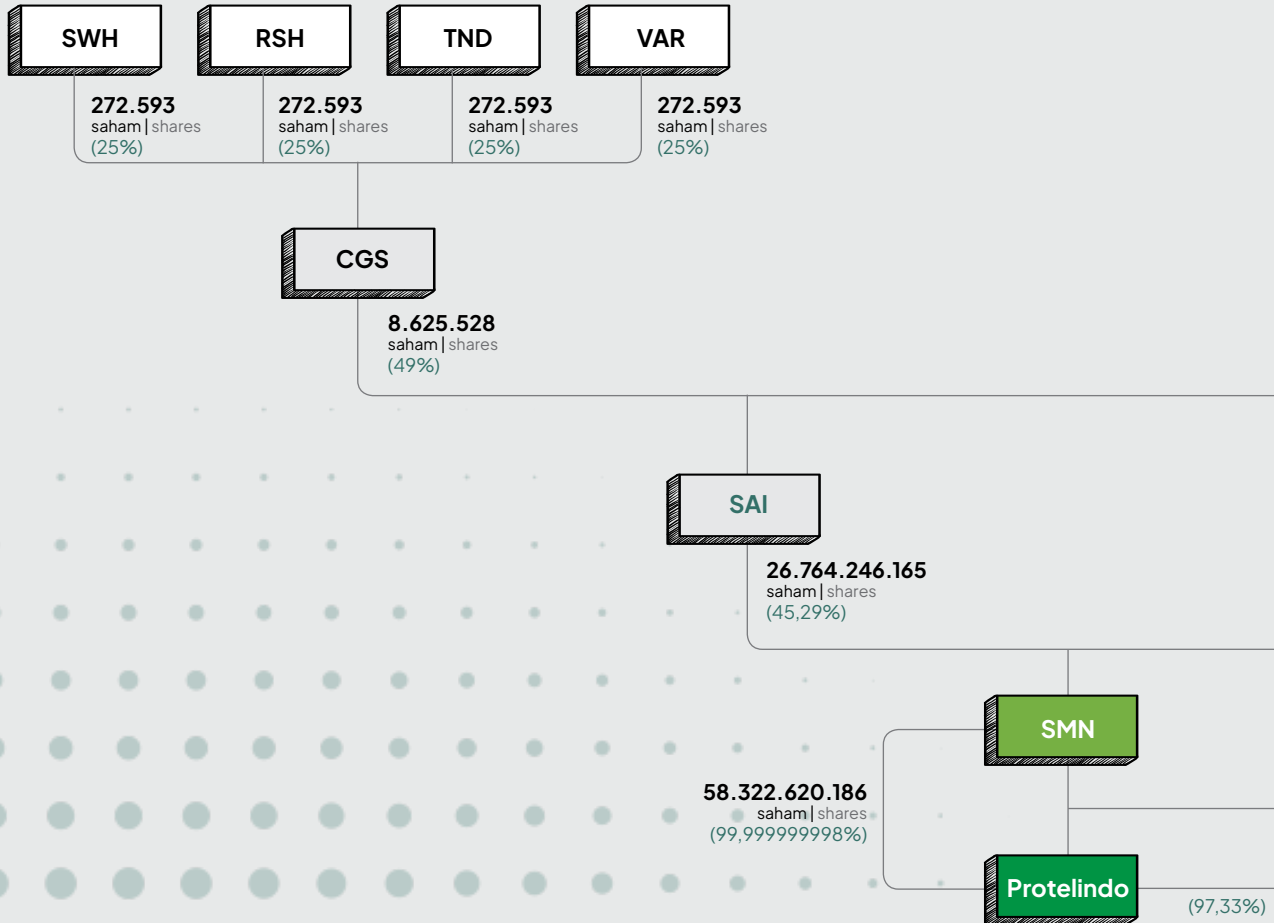 SWH
RSH
TND
VAR
272.593
saham | shares
(25%)
272.593
saham | shares
(25%)
272.593
saham | shares
(25%)
272.593
saham | shares
(25%)
CGS
8.625.528
saham | shares
(49%)
SAI
26.764.246.165
saham | shares
(45,29%)
SMN
58.322.620.186
saham | shares
(99,999999998%)
Protelindo
(97,33%)